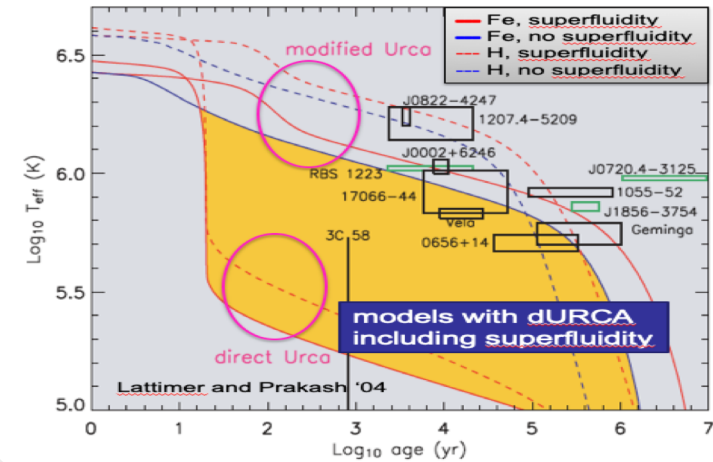 Fe, superfluidity
Fe, no superfluidity
H, superfluidity
H, no superfluidity
modified Urca
J0822-4247
1207.4-5209
J0002+6246
RBS 1223
J0720.4-3125
17066-44
1055-52
J1856-3754
Vela
3C 58
0656+14
Geminga
models with dURCA
including superfluidity
direct Urca
Lattimer and Prakash '04
Log10 Teff (K)
6.5
6.0
5.5
5.0
0 1 2 3 4 5 6 7
Log10 age (yr)